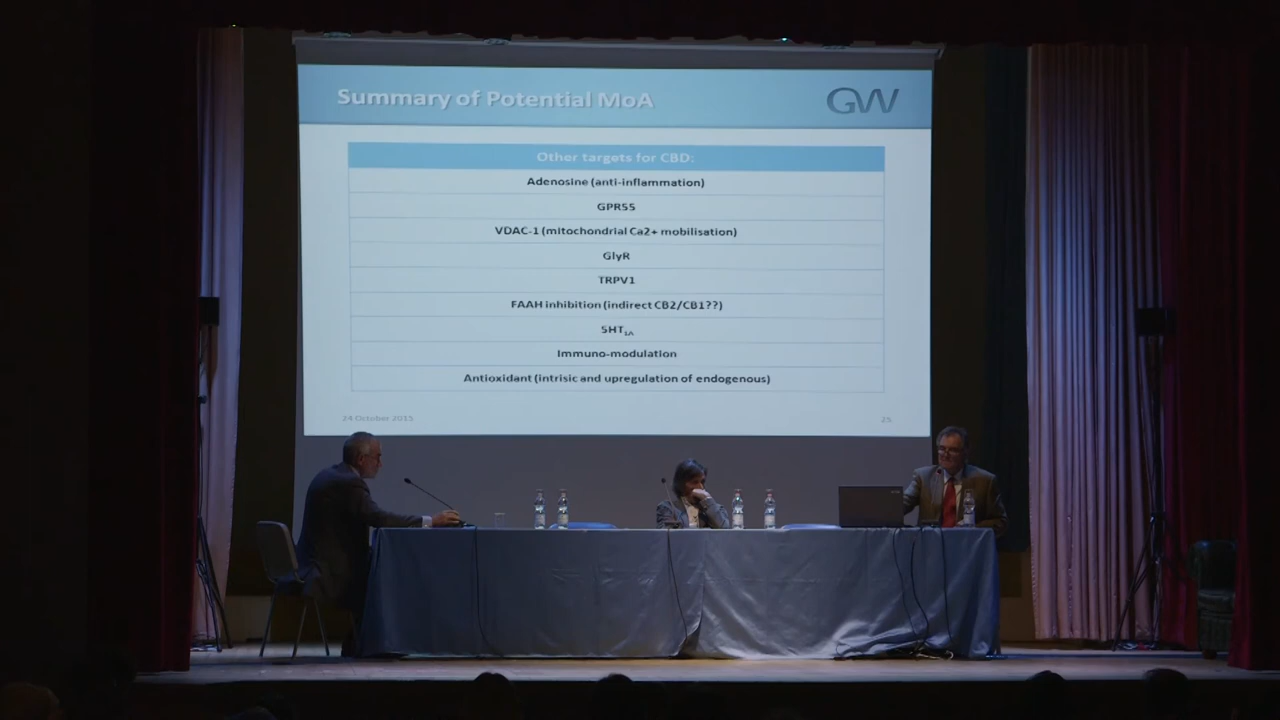 Summary of Potential MoA
GW
Other targets for CBD:
Adenosine (anti-inflammation)
GPR55
VDAC-1 (mitochondrial Ca2+ mobilisation)
GlyR
TRPV1
FAAH inhibition (indirect CB2/CB1??)
5HT1A
Immuno-modulation
Antioxidant (intrisic and upregulation of endogenous)
24 October 2015
25